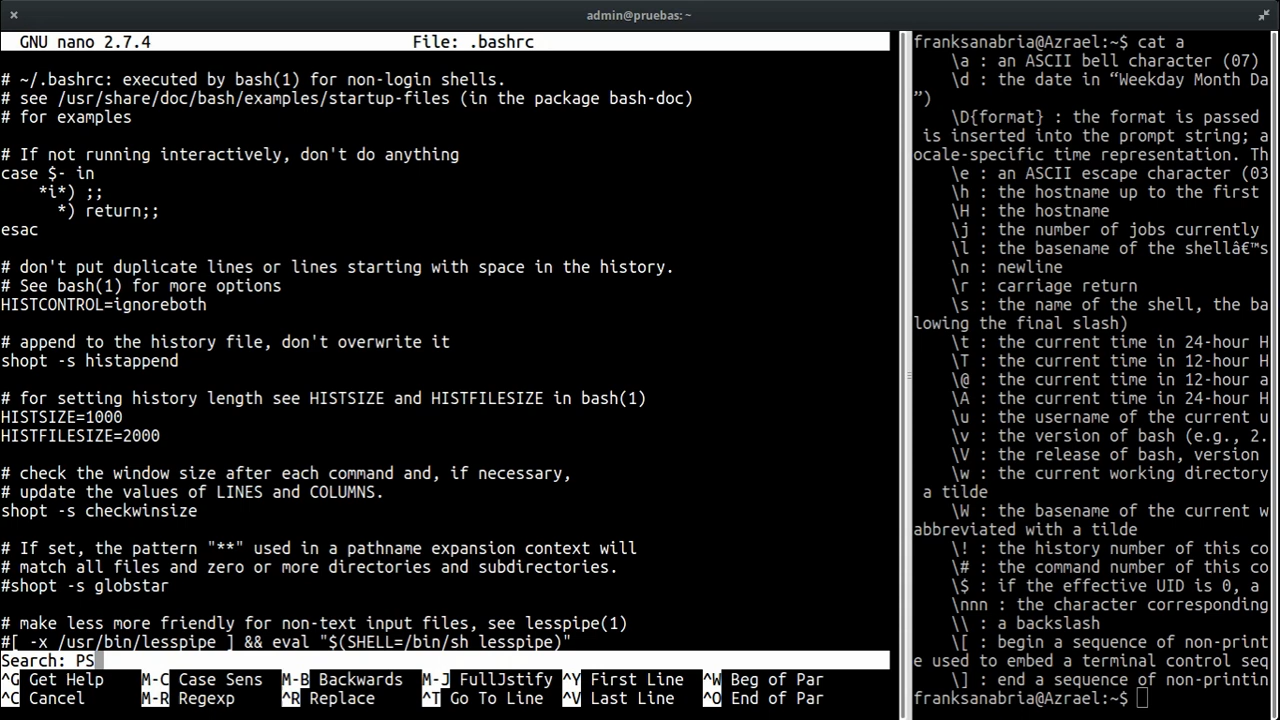 admin@pruebas: ~
GNU nano 2.7.4 File: .bashrc
# ~/.bashrc: executed by bash(1) for non-login shells.
# see /usr/share/doc/bash/examples/startup-files (in the package bash-doc)
# for examples
# If not running interactively, don't do anything
case $- in
*i*) ;;
*) return;;
esac
# don't put duplicate lines or lines starting with space in the history.
# See bash(1) for more options
HISTCONTROL=ignoreboth
# append to the history file, don't overwrite it
shopt -s histappend
# for setting history length see HISTSIZE and HISTFILESIZE in bash(1)
HISTSIZE=1000
HISTFILESIZE=2000
# check the window size after each command and, if necessary,
# update the values of LINES and COLUMNS.
shopt -s checkwinsize
# If set, the pattern "**" used in a pathname expansion context will
# match all files and zero or more directories and subdirectories.
#shopt -s globstar
# make less more friendly for non-text input files, see lesspipe(1)
#[ -x /usr/bin/lesspipe ] && eval "$(SHELL=/bin/sh lesspipe)"
Search: PS
^G Get Help M-C Case Sens M-B Backwards M-J FullJstify ^Y First Line ^W Beg of Par
^C Cancel M-R Regexp ^R Replace ^T Go To Line ^V Last Line ^O End of Par
franksanabria@Azrael:~$ cat a
\a : an ASCII bell character (07)
\d : the date in “Weekday Month Da
”)
\D{format} : the format is passed
is inserted into the prompt string; a
ocale-specific time representation. Th
\e : an ASCII escape character (03
\h : the hostname up to the first
\H : the hostname
\j : the number of jobs currently
\l : the basename of the shellâ€™s
\n : newline
\r : carriage return
\s : the name of the shell, the ba
lowing the final slash)
\t : the current time in 24-hour H
\T : the current time in 12-hour H
\@ : the current time in 12-hour a
\A : the current time in 24-hour H
\u : the username of the current u
\v : the version of bash (e.g., 2.
\V : the release of bash, version
\w : the current working directory
a tilde
\W : the basename of the current w
abbreviated with a tilde
\! : the history number of this co
\# : the command number of this co
\$ : if the effective UID is 0, a
\nnn : the character corresponding
\\ : a backslash
\[ : begin a sequence of non-print
e used to embed a terminal control seq
\] : end a sequence of non-printin
franksanabria@Azrael:~$